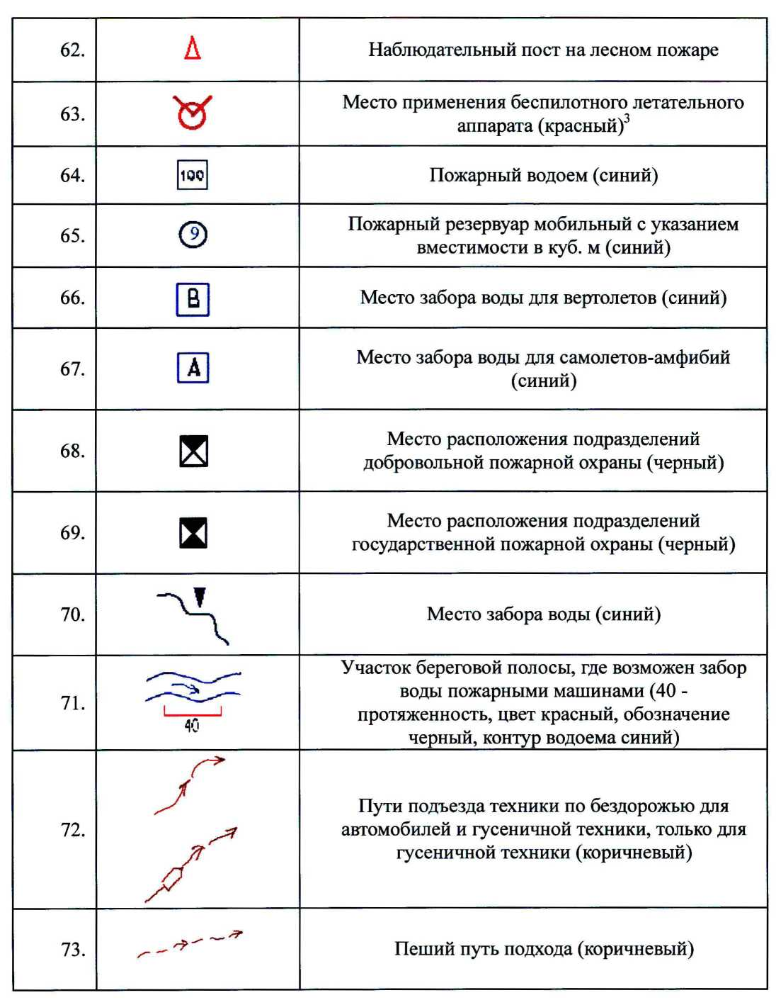 62.
Наблюдательный пост на лесном пожаре
63.
Место применения беспилотного летательного
аппарата (красный)³
64.
100
Пожарный водоем (синий)
65.
9
Пожарный резервуар мобильный с указанием
вместимости в куб. м (синий)
66.
В
Место забора воды для вертолетов (синий)
67.
А
Место забора воды для самолетов-амфибий
(синий)
68.
Место расположения подразделений
добровольной пожарной охраны (черный)
69.
Место расположения подразделений
государственной пожарной охраны (черный)
70.
Место забора воды (синий)
71.
40
Участок береговой полосы, где возможен забор
воды пожарными машинами (40 -
протяженность, цвет красный, обозначение
черный, контур водоема синий)
72.
Пути подъезда техники по бездорожью для
автомобилей и гусеничной техники, только для
гусеничной техники (коричневый)
73.
Пеший путь подхода (коричневый)